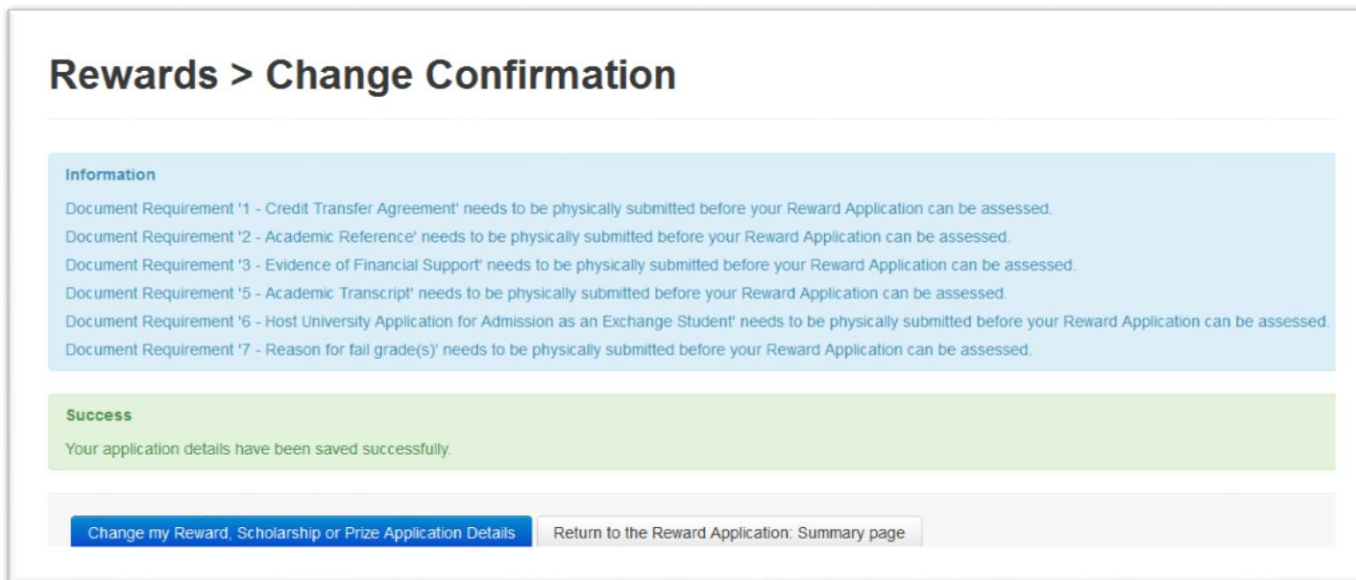 Rewards > Change Confirmation
Information
Document Requirement '1 - Credit Transfer Agreement' needs to be physically submitted before your Reward Application can be assessed.
Document Requirement '2 - Academic Reference' needs to be physically submitted before your Reward Application can be assessed.
Document Requirement '3 - Evidence of Financial Support' needs to be physically submitted before your Reward Application can be assessed.
Document Requirement '5 - Academic Transcript' needs to be physically submitted before your Reward Application can be assessed.
Document Requirement '6 - Host University Application for Admission as an Exchange Student' needs to be physically submitted before your Reward Application can be assessed.
Document Requirement '7 - Reason for fail grade(s)' needs to be physically submitted before your Reward Application can be assessed.
Success
Your application details have been saved successfully.
Change my Reward, Scholarship or Prize Application Details
Return to the Reward Application: Summary page